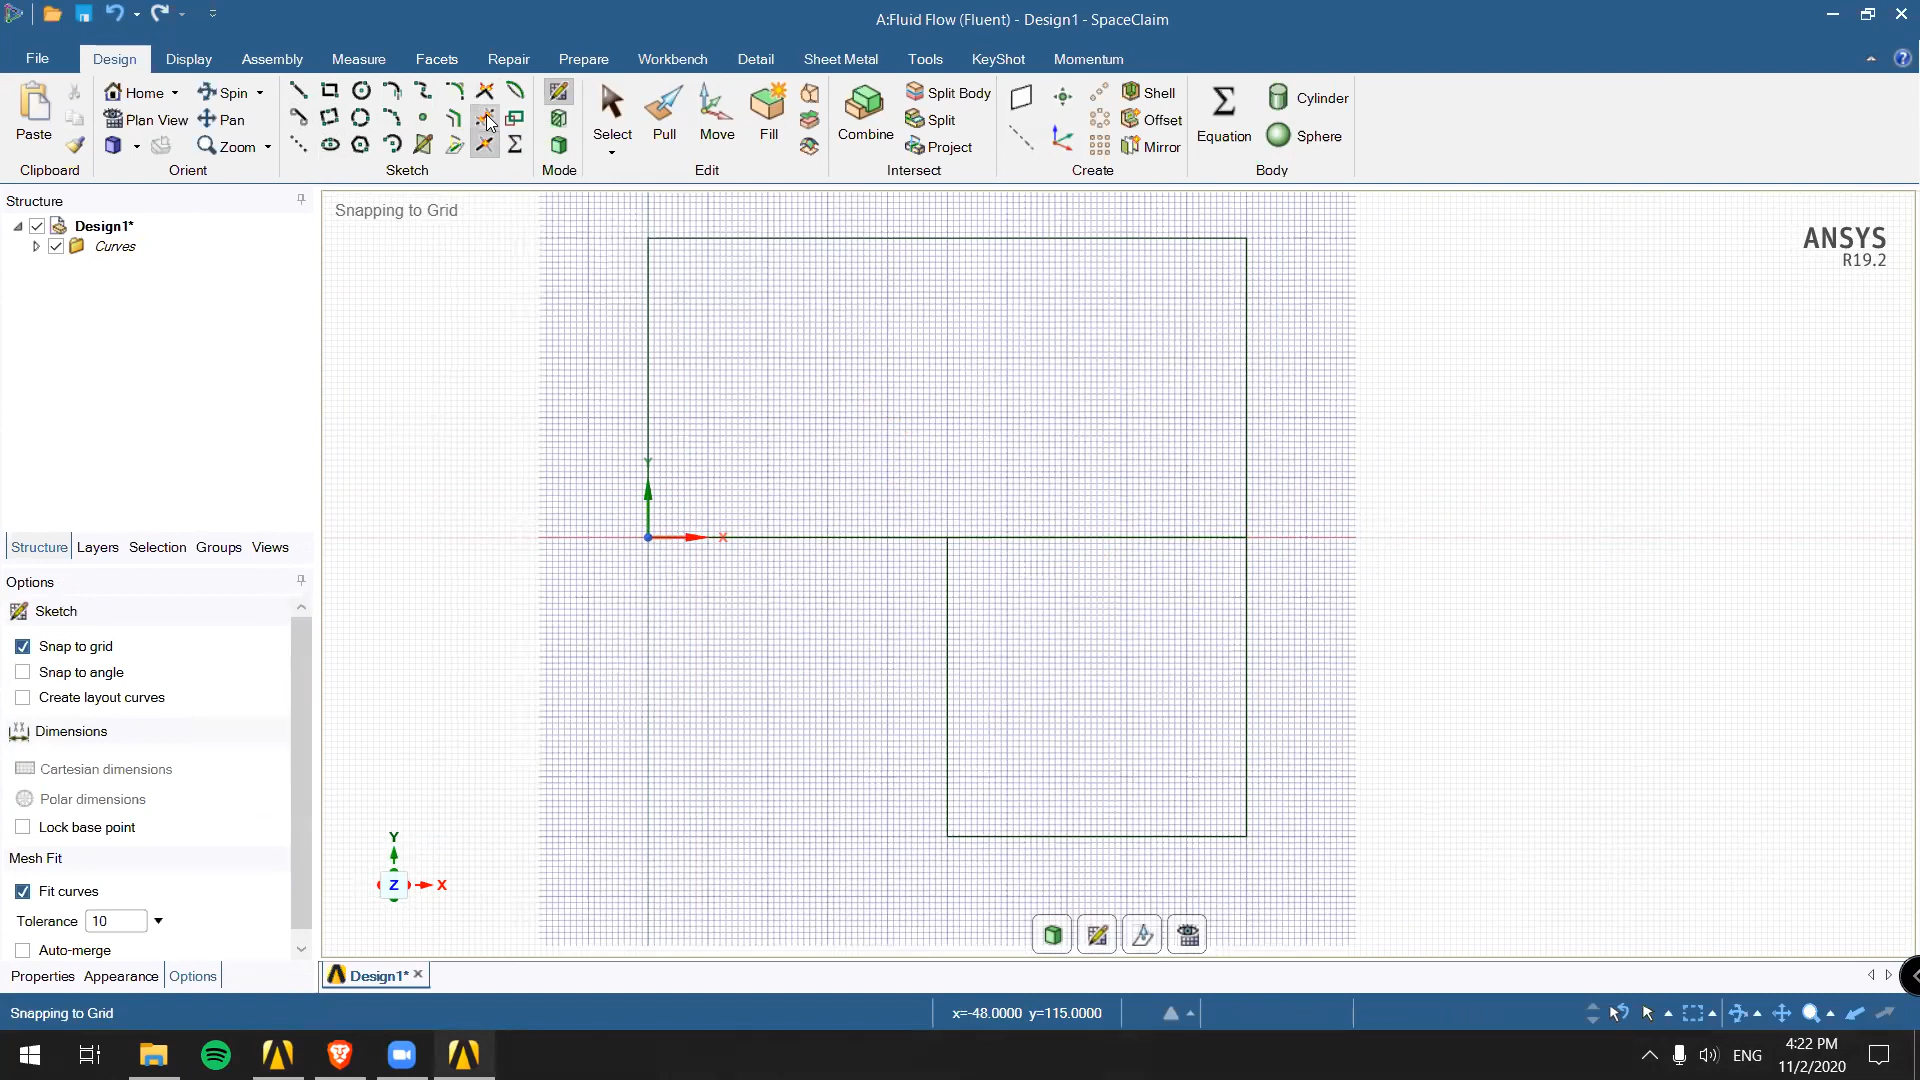 A:Fluid Flow (Fluent) - Design1 - SpaceClaim
File Design Display Assembly Measure Facets Repair Prepare Workbench Detail Sheet Metal Tools KeyShot Momentum
Home Spin Split Body Shell
Plan View Pan Split Offset Cylinder
Paste Select Pull Move Fill Combine Equation Sphere
Zoom Project Mirror
Clipboard Orient Sketch Mode Edit Intersect Create Body
Structure
Design1*
Curves
Snapping to Grid
ANSYS
R19.2
Y
X
Structure Layers Selection Groups Views
Options
Sketch
Snap to grid
Snap to angle
Create layout curves
Dimensions
Cartesian dimensions
Polar dimensions
Lock base point
Mesh Fit
Fit curves
Tolerance 10
Auto-merge
Y
Z X
Properties Appearance Options
Design1*
Snapping to Grid x=-48.0000 y=115.0000
ENG
4:22 PM
11/2/2020